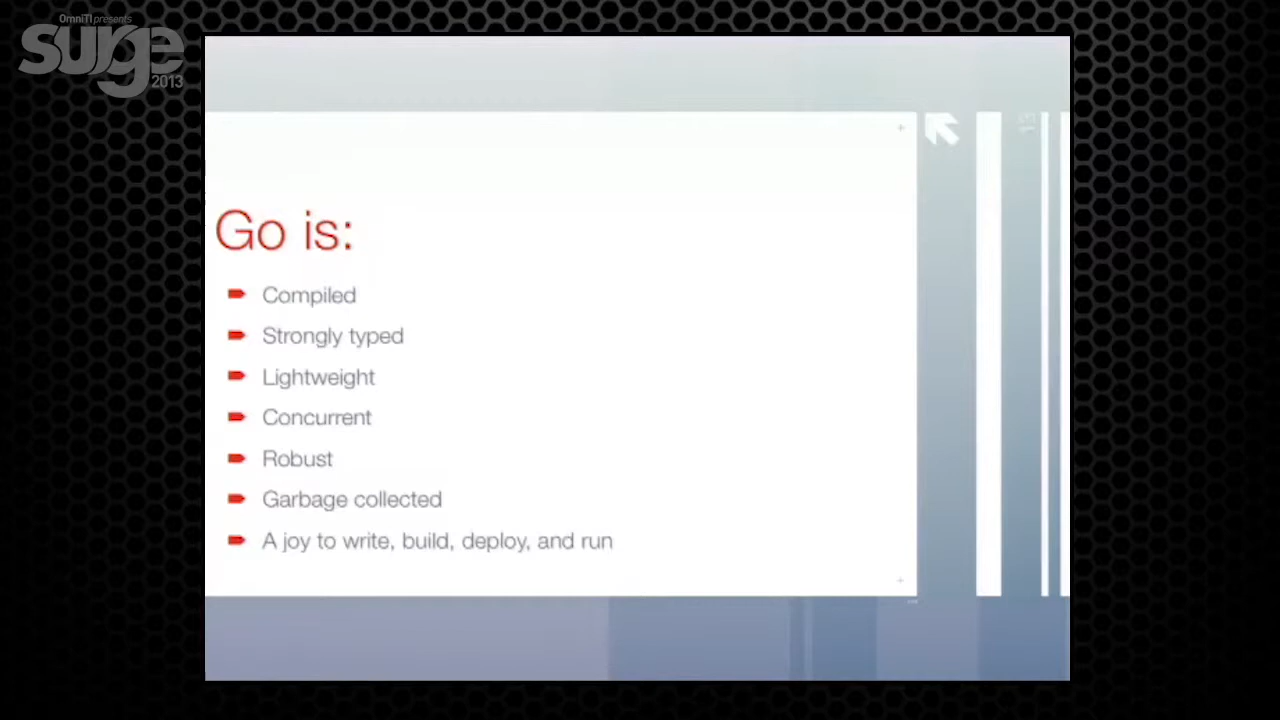 OmniTI presents
surge
2013
Go is:
Compiled
Strongly typed
Lightweight
Concurrent
Robust
Garbage collected
A joy to write, build, deploy, and run